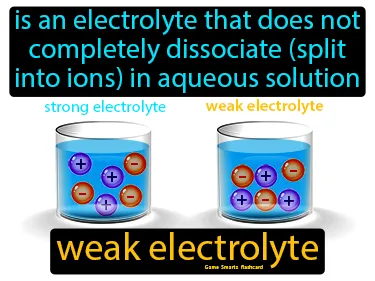 is an electrolyte that does not
completely dissociate (split
into ions) in aqueous solution
strong electrolyte
weak electrolyte
+ - + - - +
- + - + - +
weak electrolyte
Game Smartz flashcard